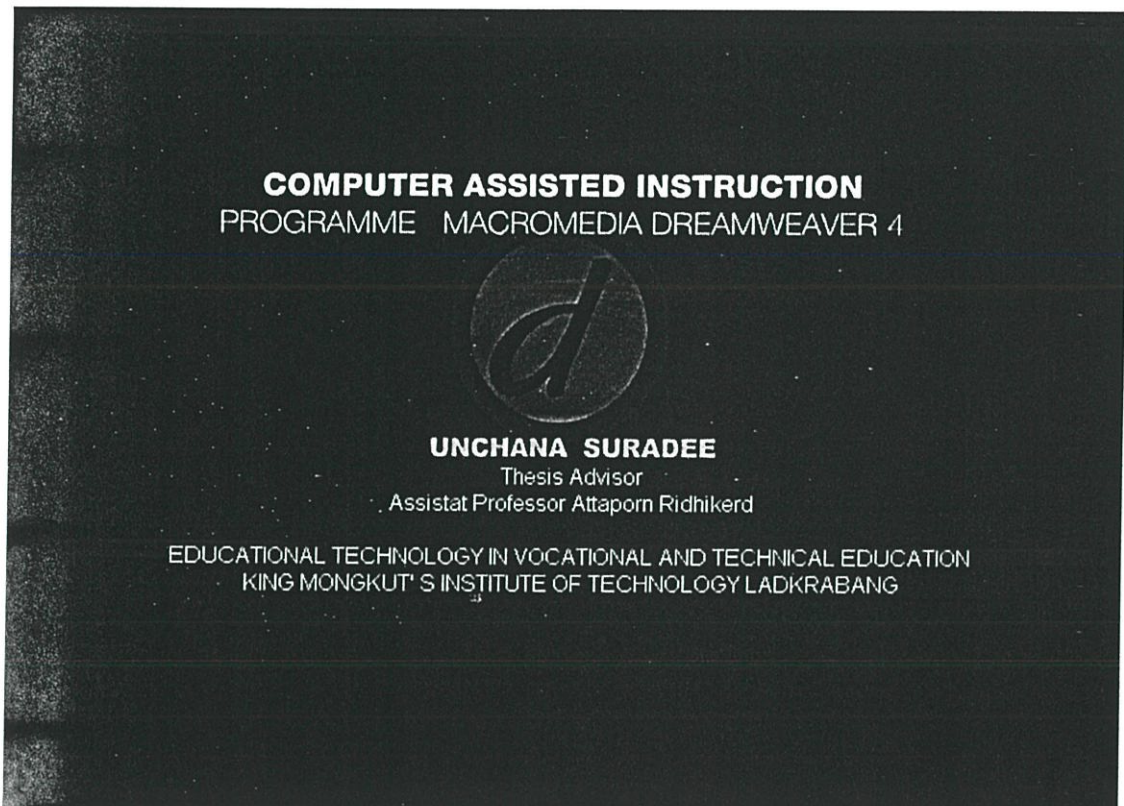 COMPUTER ASSISTED INSTRUCTION
PROGRAMME MACROMEDIA DREAMWEAVER 4
d
UNCHANA SURADEE
Thesis Advisor
Assistat Professor Attaporn Ridhikerd
EDUCATIONAL TECHNOLOGY IN VOCATIONAL AND TECHNICAL EDUCATION
KING MONGKUT' S INSTITUTE OF TECHNOLOGY LADKRABANG